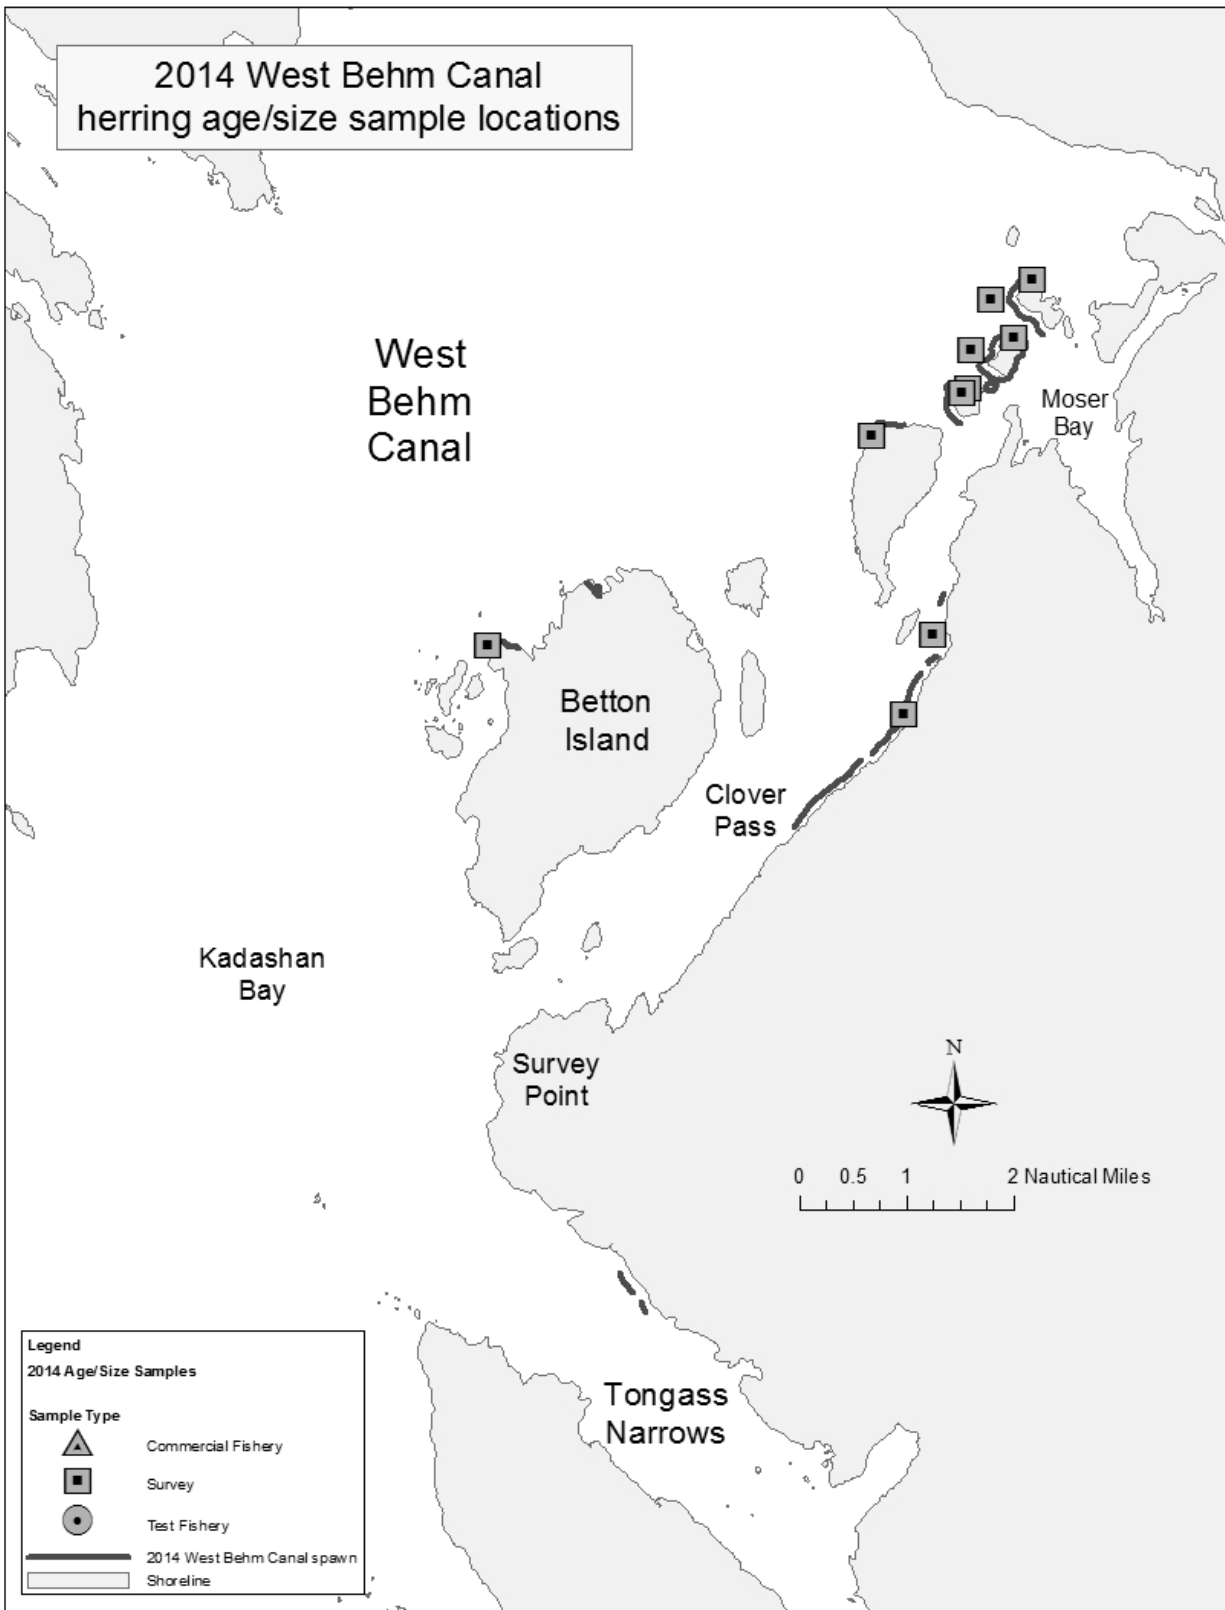 2014 West Behm Canal
herring age/size sample locations
West
Behm
Canal
Moser
Bay
Betton
Island
Clover
Pass
Kadashan
Bay
Survey
Point
N
0 0.5 1 2 Nautical Miles
Tongass
Narrows
Legend
2014 Age/Size Samples
Sample Type
Commercial Fishery
Survey
Test Fishery
2014 West Behm Canal spawn
Shoreline